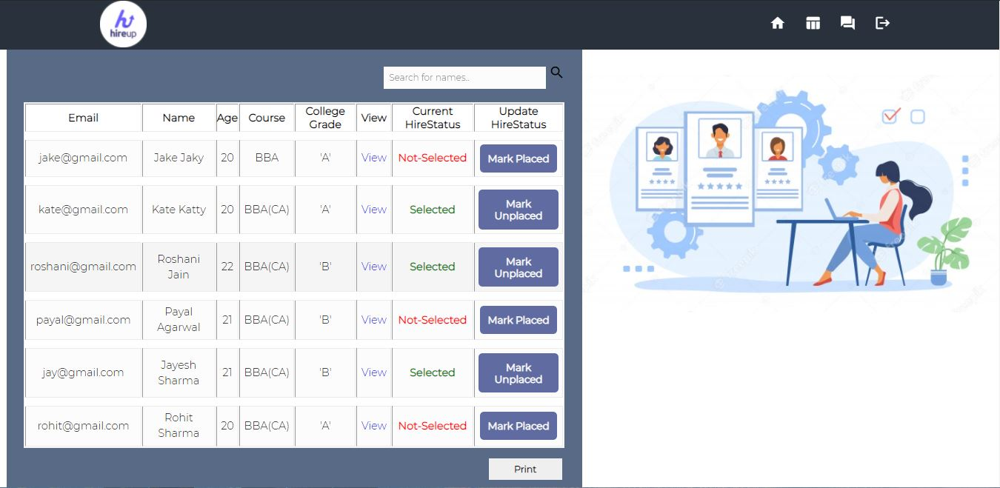 hireup
Search for names..
Email Name Age Course College Grade View Current HireStatus Update HireStatus
jake@gmail.com Jake Jaky 20 BBA 'A' View Not-Selected Mark Placed
kate@gmail.com Kate Katty 20 BBA(CA) 'A' View Selected Mark Unplaced
roshani@gmail.com Roshani Jain 22 BBA(CA) 'B' View Selected Mark Unplaced
payal@gmail.com Payal Agarwal 21 BBA(CA) 'B' View Not-Selected Mark Placed
jay@gmail.com Jayesh Sharma 21 BBA(CA) 'B' View Selected Mark Unplaced
rohit@gmail.com Rohit Sharma 20 BBA(CA) 'A' View Not-Selected Mark Placed
Print